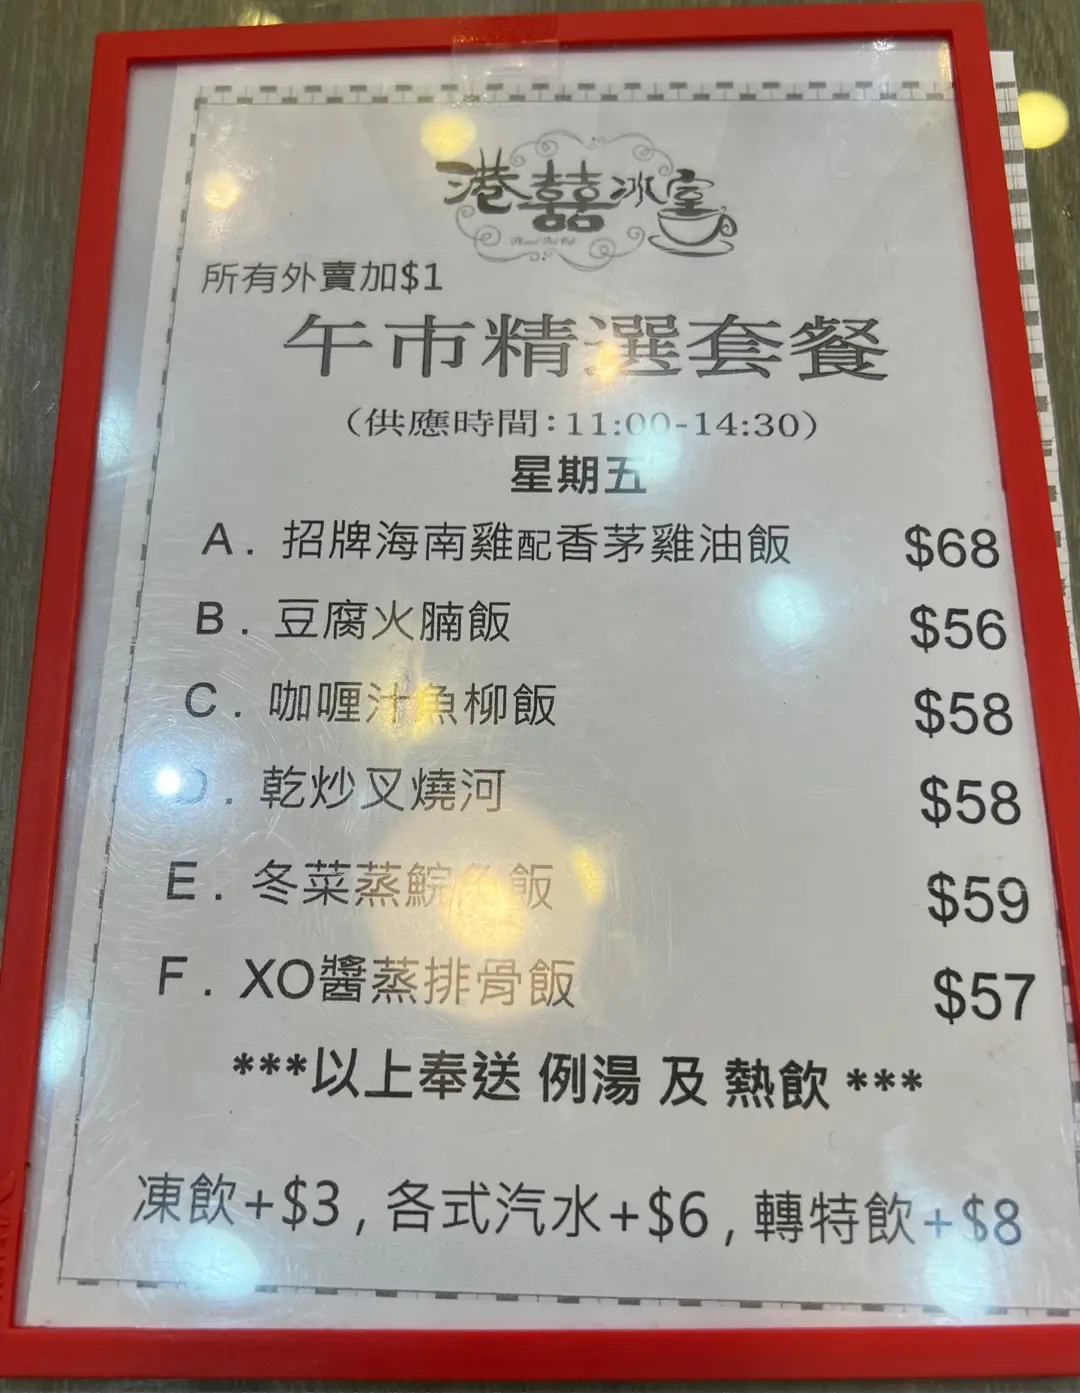 港囍冰室
所有外賣加$1
午市精選套餐
（供應時間：11:00-14:30）
星期五
A. 招牌海南雞配香茅雞油飯 $68
B. 豆腐火腩飯 $56
C. 咖喱汁魚柳飯 $58
D. 乾炒叉燒河 $58
E. 冬菜蒸鯇魚飯 $59
F. XO醬蒸排骨飯 $57
***以上奉送 例湯 及 熱飲 ***
凍飲+$3 , 各式汽水+$6 , 轉特飲+$8